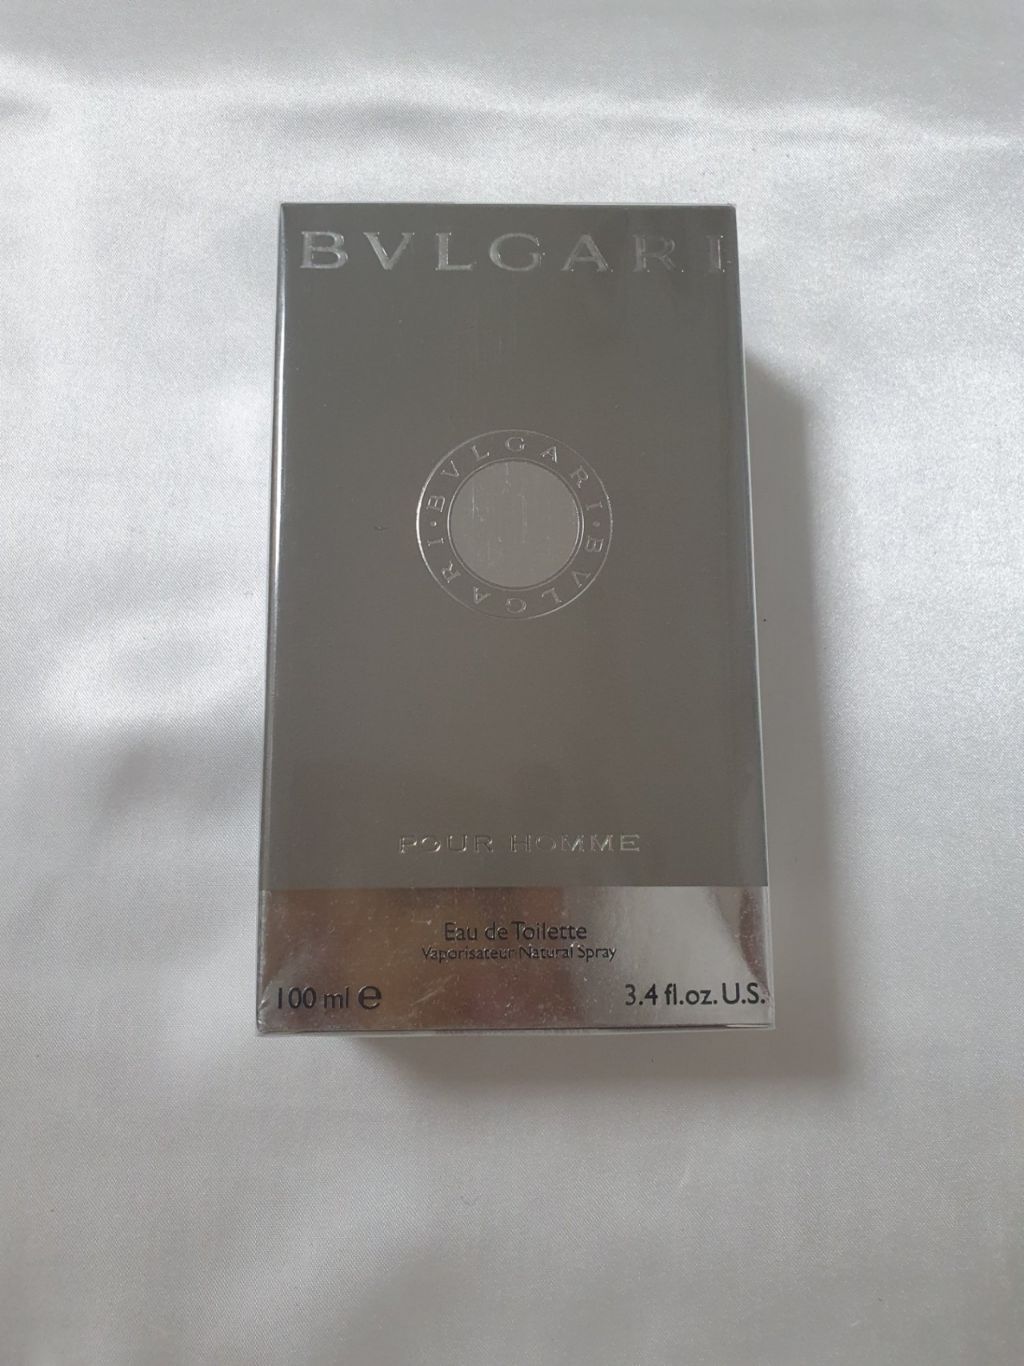 BVLGARI
BVLGARI · BVLGARI ·
POUR HOMME
Eau de Toilette
Vaporisateur Natural Spray
100 ml e
3.4 fl.oz. U.S.